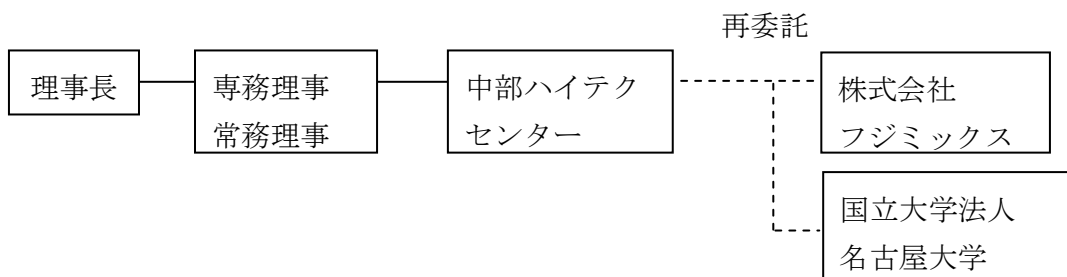 再委託
理事長
専務理事
常務理事
中部ハイテク
センター
株式会社
フジミックス
国立大学法人
名古屋大学